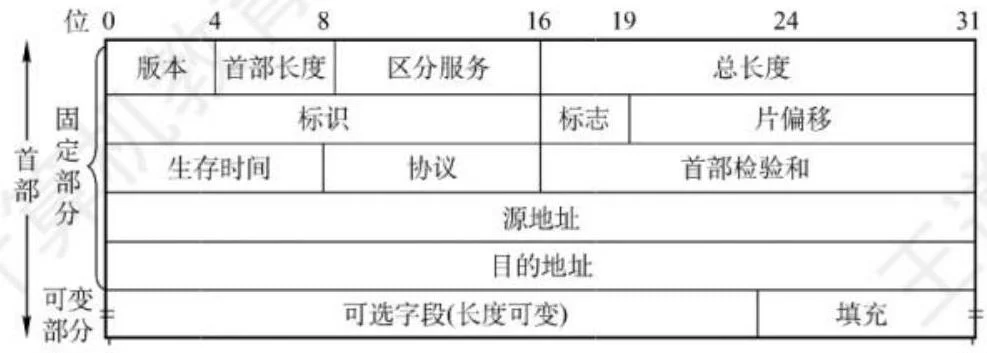 位 0 4 8 16 19 24 31
版本 首部长度 区分服务 总长度
标识 标志 片偏移
生存时间 协议 首部检验和
源地址
目的地址
可选字段(长度可变) 填充
首部
固定部分
可变部分